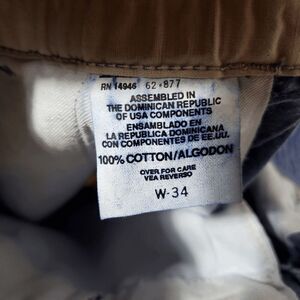 RN 14946 62-877
ASSEMBLED IN
THE DOMINICAN REPUBLIC
OF USA COMPONENTS
ENSAMBLADO EN
LA REPUBLICA DOMINICANA
CON COMPONENTES DE EE.UU.
100% COTTON/ALGODON
OVER FOR CARE
VEA REVERSO
W-34